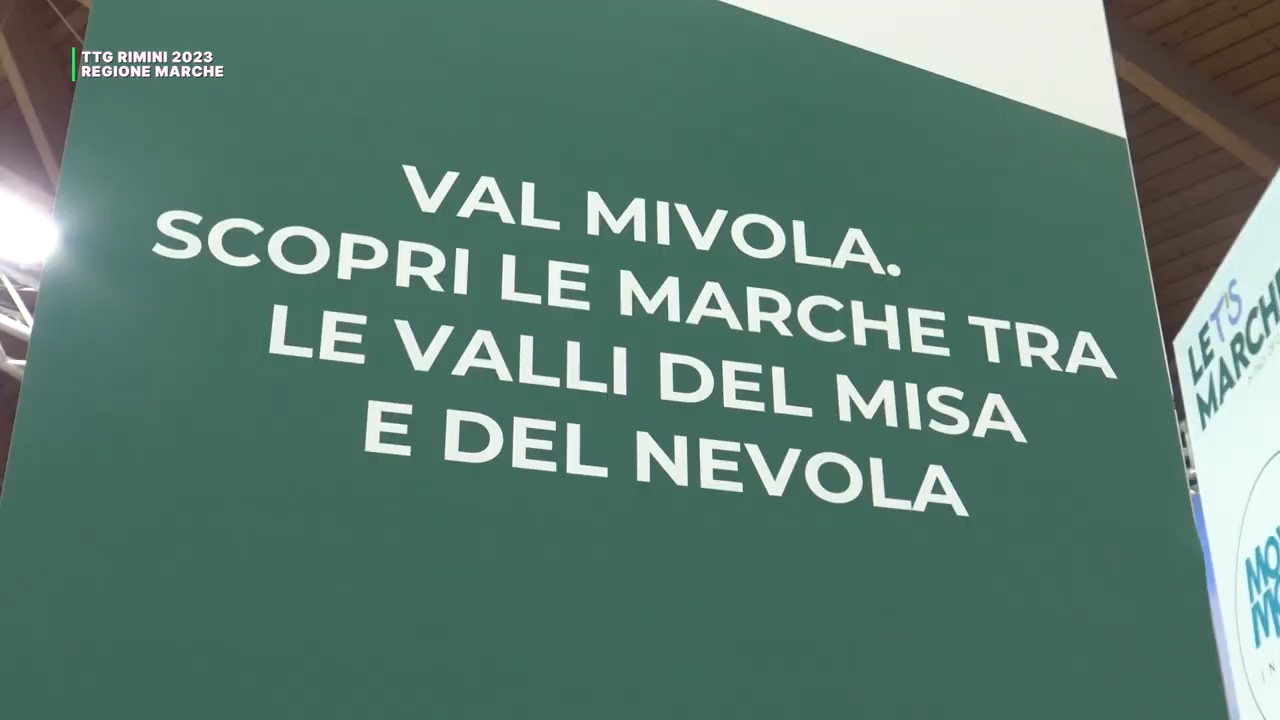 TTG RIMINI 2023
REGIONE MARCHE
VAL MIVOLA.
SCOPRI LE MARCHE TRA
LE VALLI DEL MISA
E DEL NEVOLA
LET'S
MARCHE